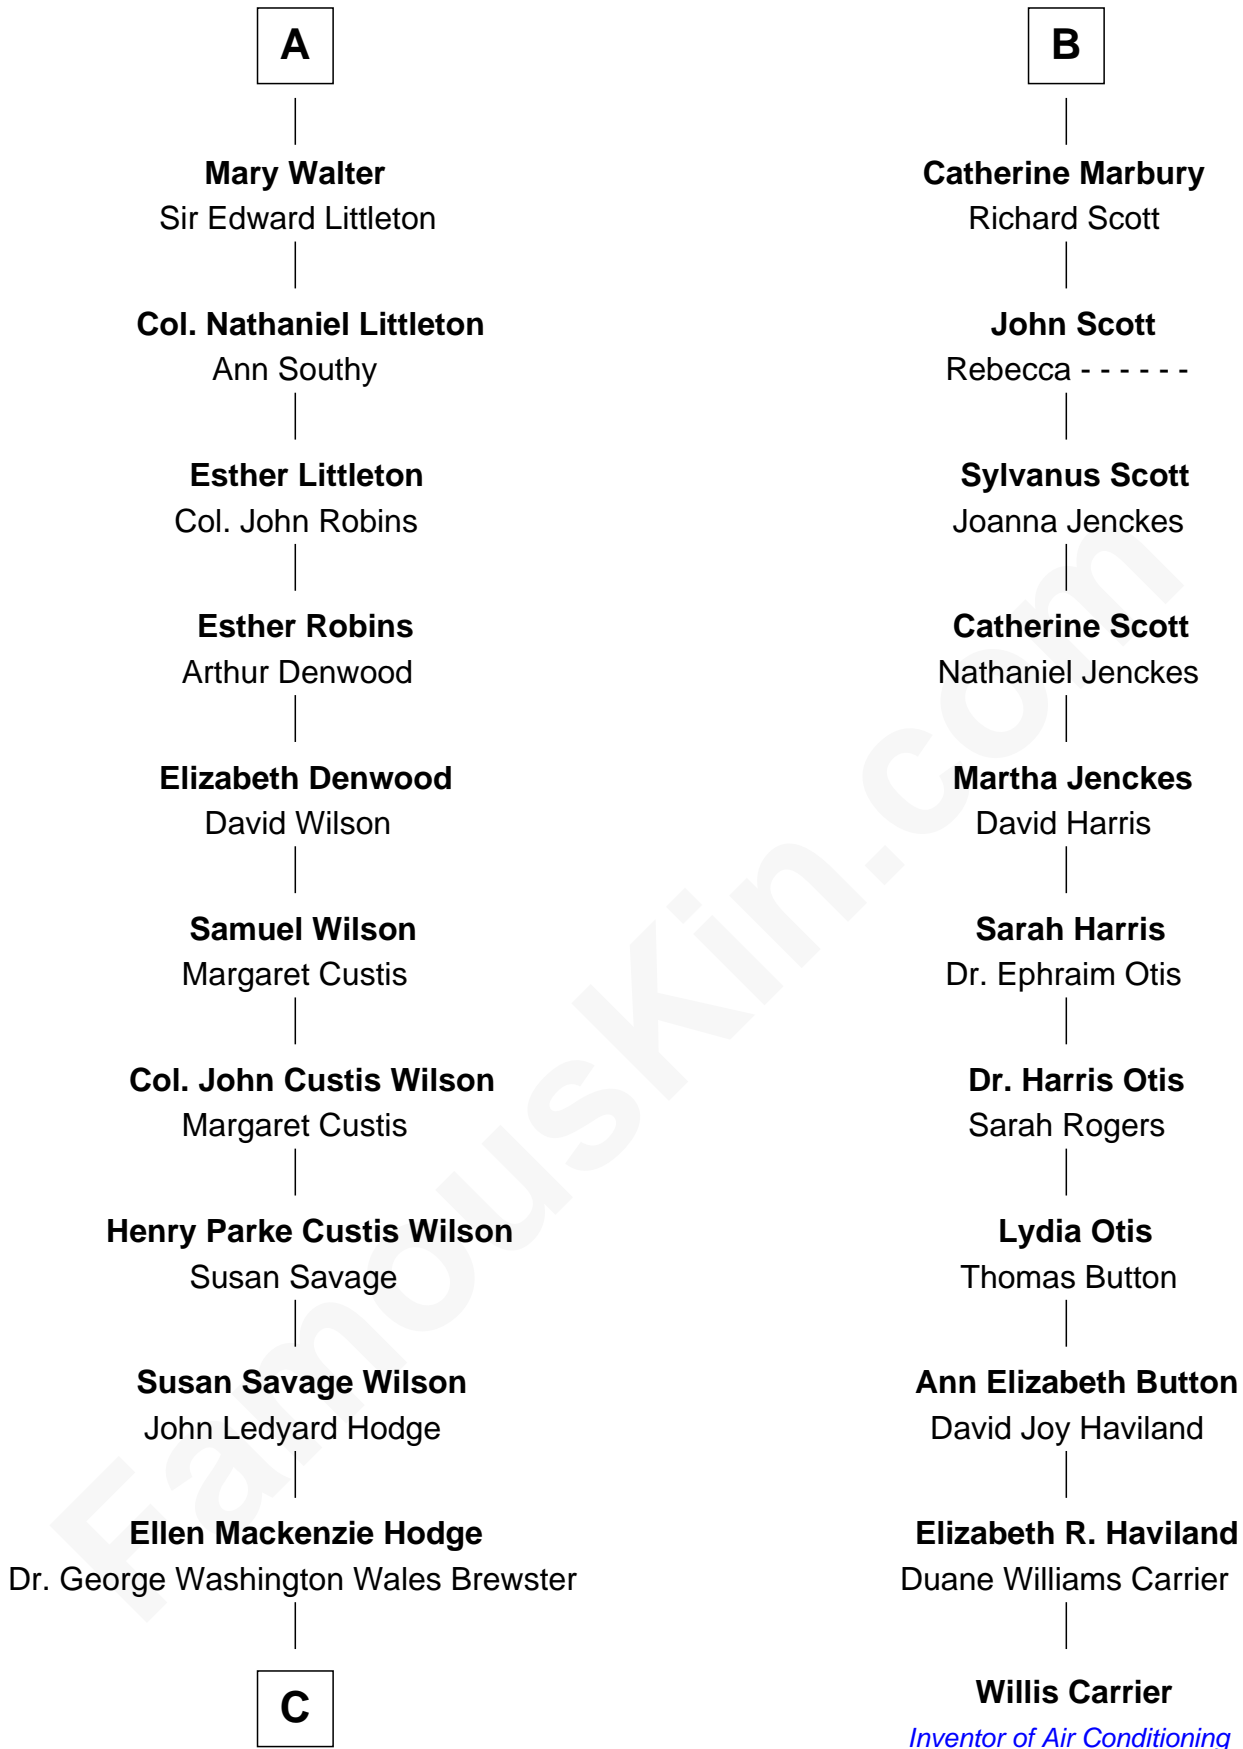 A
Mary Walter
Sir Edward Littleton
Col. Nathaniel Littleton
Ann Southy
Esther Littleton
Col. John Robins
Esther Robins
Arthur Denwood
Elizabeth Denwood
David Wilson
Samuel Wilson
Margaret Custis
Col. John Custis Wilson
Margaret Custis
Henry Parke Custis Wilson
Susan Savage
Susan Savage Wilson
John Ledyard Hodge
Ellen Mackenzie Hodge
Dr. George Washington Wales Brewster
C
B
Catherine Marbury
Richard Scott
John Scott
Rebecca - - - - - -
Sylvanus Scott
Joanna Jenckes
Catherine Scott
Nathaniel Jenckes
Martha Jenckes
David Harris
Sarah Harris
Dr. Ephraim Otis
Dr. Harris Otis
Sarah Rogers
Lydia Otis
Thomas Button
Ann Elizabeth Button
David Joy Haviland
Elizabeth R. Haviland
Duane Williams Carrier
Willis Carrier
Inventor of Air Conditioning
FamousKin.com